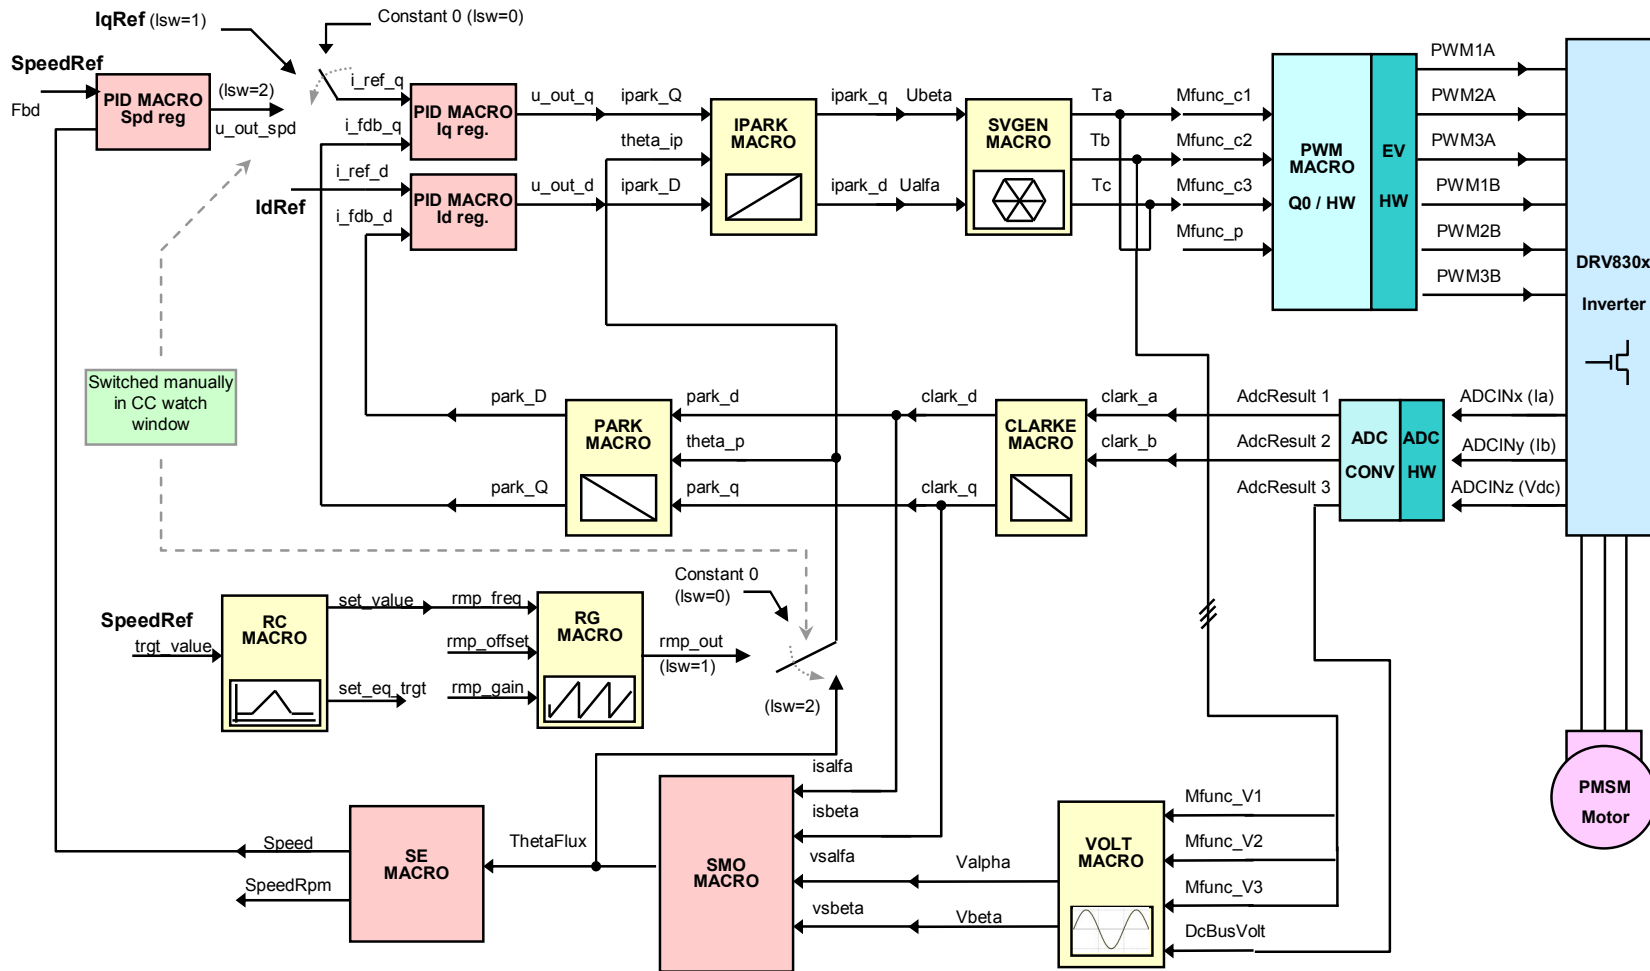 IqRef (lsw=1)
Constant 0 (lsw=0)
SpeedRef
Fbd
PID MACRO
Spd reg
(lsw=2)
u_out_spd
i_ref_q
i_fdb_q
PID MACRO
Iq reg.
u_out_q
ipark_Q
theta_ip
i_ref_d
IdRef
i_fdb_d
PID MACRO
Id reg.
u_out_d
ipark_D
IPARK
MACRO
ipark_q
Ubeta
ipark_d
Ualfa
SVGEN
MACRO
Ta
Tb
Tc
Mfunc_c1
Mfunc_c2
Mfunc_c3
Mfunc_p
PWM
MACRO
Q0 / HW
EV
HW
PWM1A
PWM2A
PWM3A
PWM1B
PWM2B
PWM3B
DRV830x
Inverter
Switched manually
in CC watch
window
park_D
park_Q
PARK
MACRO
park_d
theta_p
park_q
clark_d
clark_q
CLARKE
MACRO
clark_a
clark_b
AdcResult 1
AdcResult 2
AdcResult 3
ADC
CONV
ADC
HW
ADCINx (Ia)
ADCINy (Ib)
ADCINz (Vdc)
SpeedRef
trgt_value
RC
MACRO
set_value
set_eq_trgt
rmp_freq
rmp_offset
rmp_gain
RG
MACRO
rmp_out
(lsw=1)
Constant 0
(lsw=0)
(lsw=2)
PMSM
Motor
Speed
SpeedRpm
SE
MACRO
ThetaFlux
SMO
MACRO
isalfa
isbeta
vsalfa
vsbeta
Valpha
Vbeta
VOLT
MACRO
Mfunc_V1
Mfunc_V2
Mfunc_V3
DcBusVolt